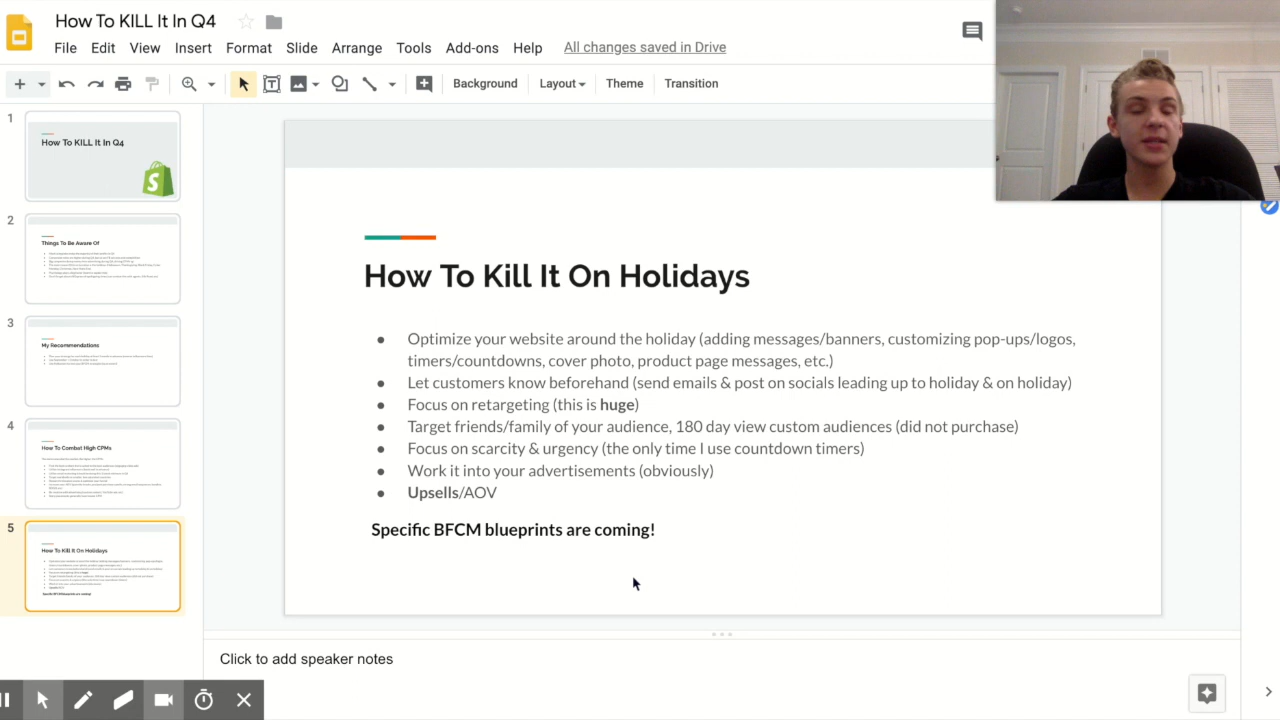 How To KILL It In Q4
File Edit View Insert Format Slide Arrange Tools Add-ons Help All changes saved in Drive
Background Layout Theme Transition
1
How To KILL It In Q4
2
Things To Be Aware Of
3
My Recommendations
4
How To Combat High CPMs
5
How To Kill It On Holidays
Specific BFCM blueprints are coming!
How To Kill It On Holidays
● Optimize your website around the holiday (adding messages/banners, customizing pop-ups/logos,
timers/countdowns, cover photo, product page messages, etc.)
● Let customers know beforehand (send emails & post on socials leading up to holiday & on holiday)
● Focus on retargeting (this is huge)
● Target friends/family of your audience, 180 day view custom audiences (did not purchase)
● Focus on scarcity & urgency (the only time I use countdown timers)
● Work it into your advertisements (obviously)
● Upsells/AOV
Specific BFCM blueprints are coming!
Click to add speaker notes